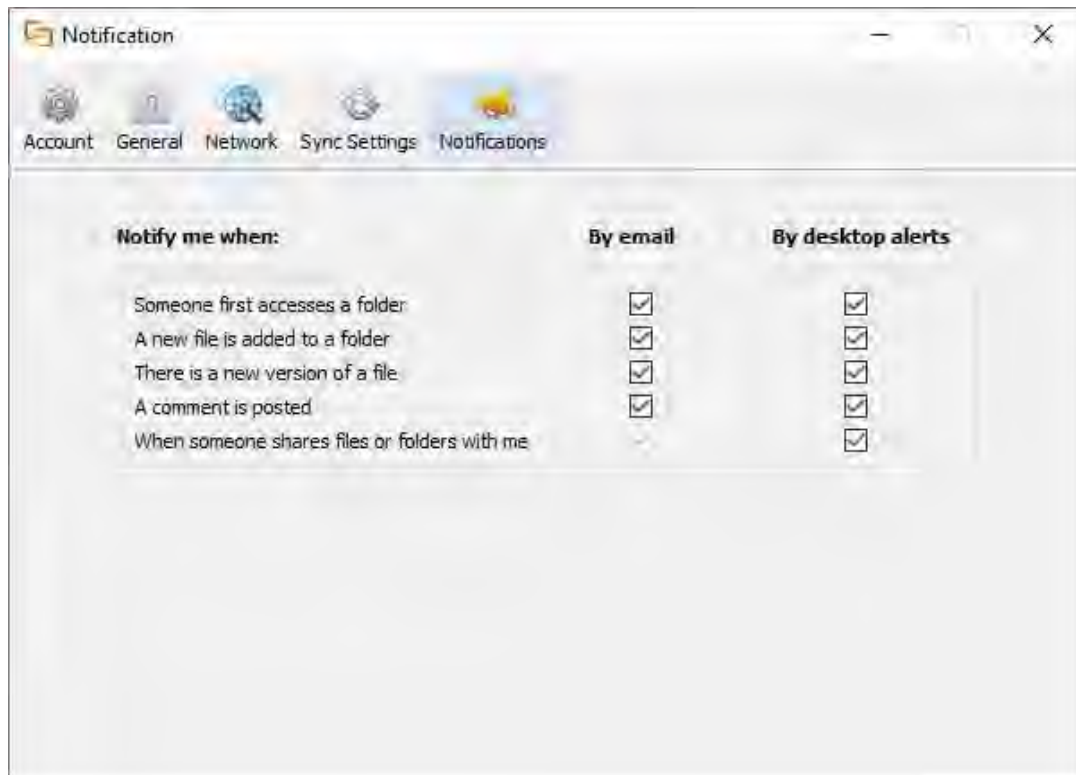 Notification
Account General Network Sync Settings Notifications
Notify me when: By email By desktop alerts
Someone first accesses a folder
A new file is added to a folder
There is a new version of a file
A comment is posted
When someone shares files or folders with me